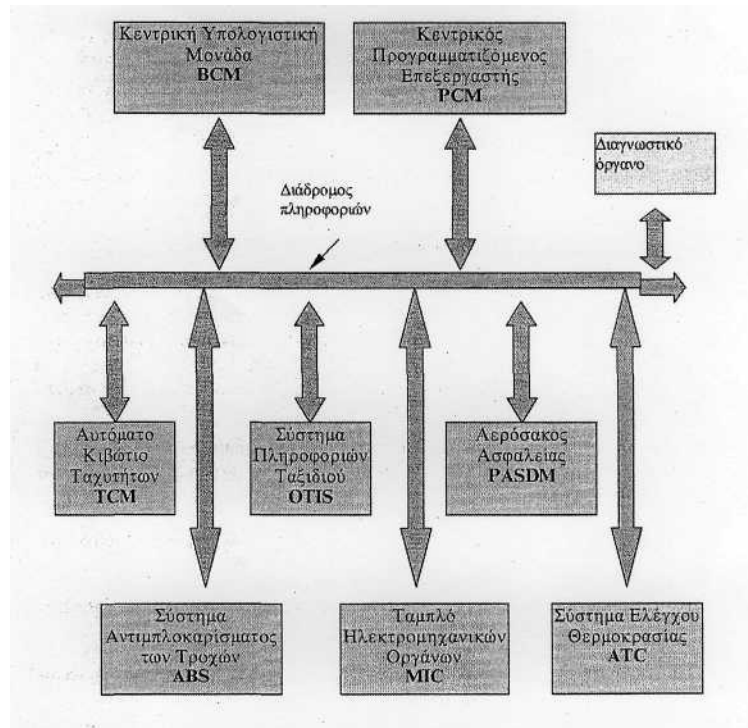 Κεντρική Υπολογιστική
Μονάδα
BCM
Κεντρικός
Προγραμματιζόμενος
Επεξεργαστής
PCM
Διαγνωστικό
όργανο
Διάδρομος
πληροφοριών
Αυτόματο
Κιβώτιο
Ταχυτήτων
TCM
Σύστημα
Πληροφοριών
Ταξιδιού
OTIS
Αερόσακος
Ασφαλείας
PASDM
Σύστημα
Αντιμπλοκαρίσματος
των Τροχών
ABS
Ταμπλό
Ηλεκτρομηχανικών
Οργάνων
MIC
Σύστημα Ελέγχου
Θερμοκρασίας
ATC